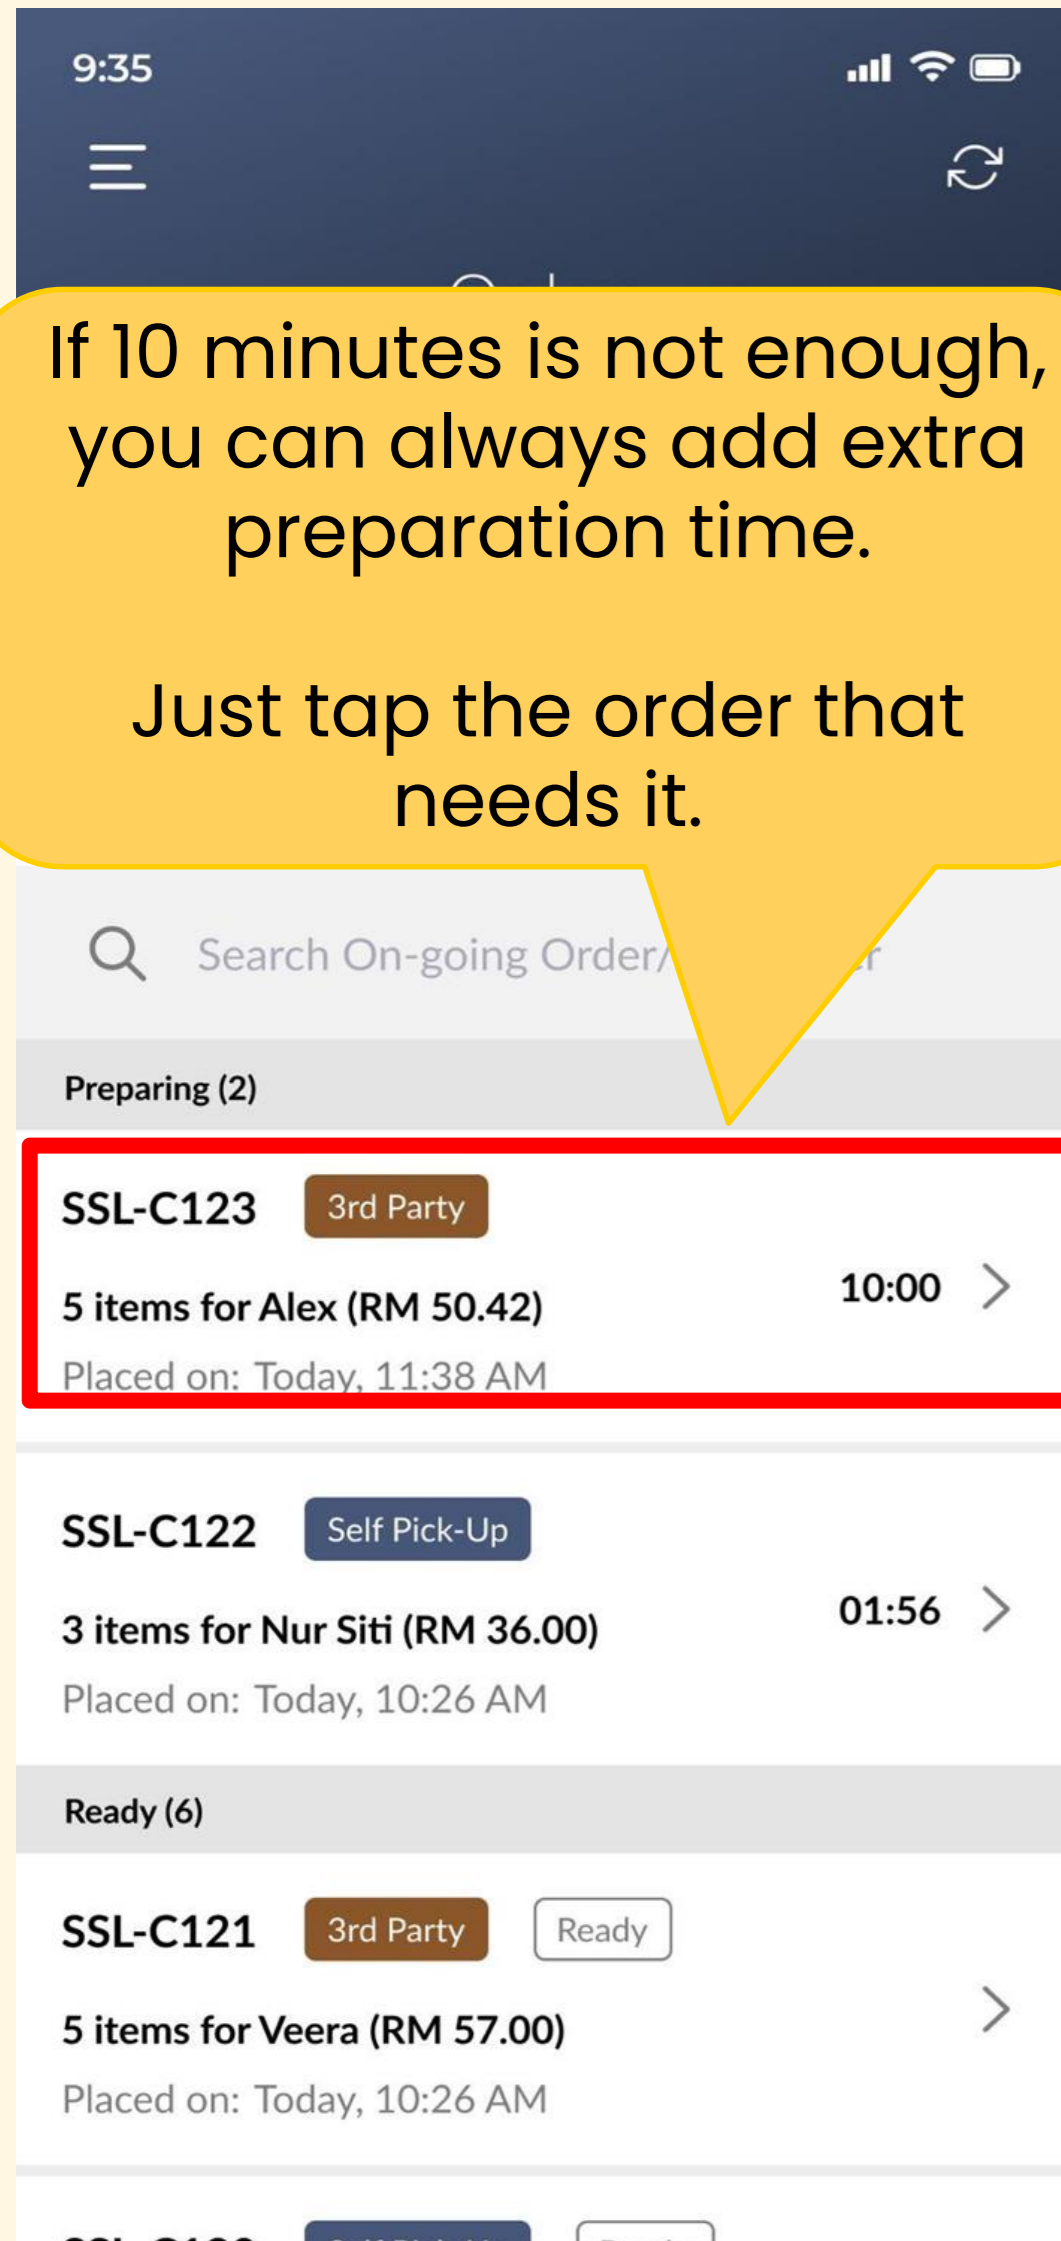 9:35
If 10 minutes is not enough,
you can always add extra
preparation time.
Just tap the order that
needs it.
Search On-going Order/
Preparing (2)
SSL-C123 3rd Party
5 items for Alex (RM 50.42) 10:00
Placed on: Today, 11:38 AM
SSL-C122 Self Pick-Up
3 items for Nur Siti (RM 36.00) 01:56
Placed on: Today, 10:26 AM
Ready (6)
SSL-C121 3rd Party Ready
5 items for Veera (RM 57.00)
Placed on: Today, 10:26 AM